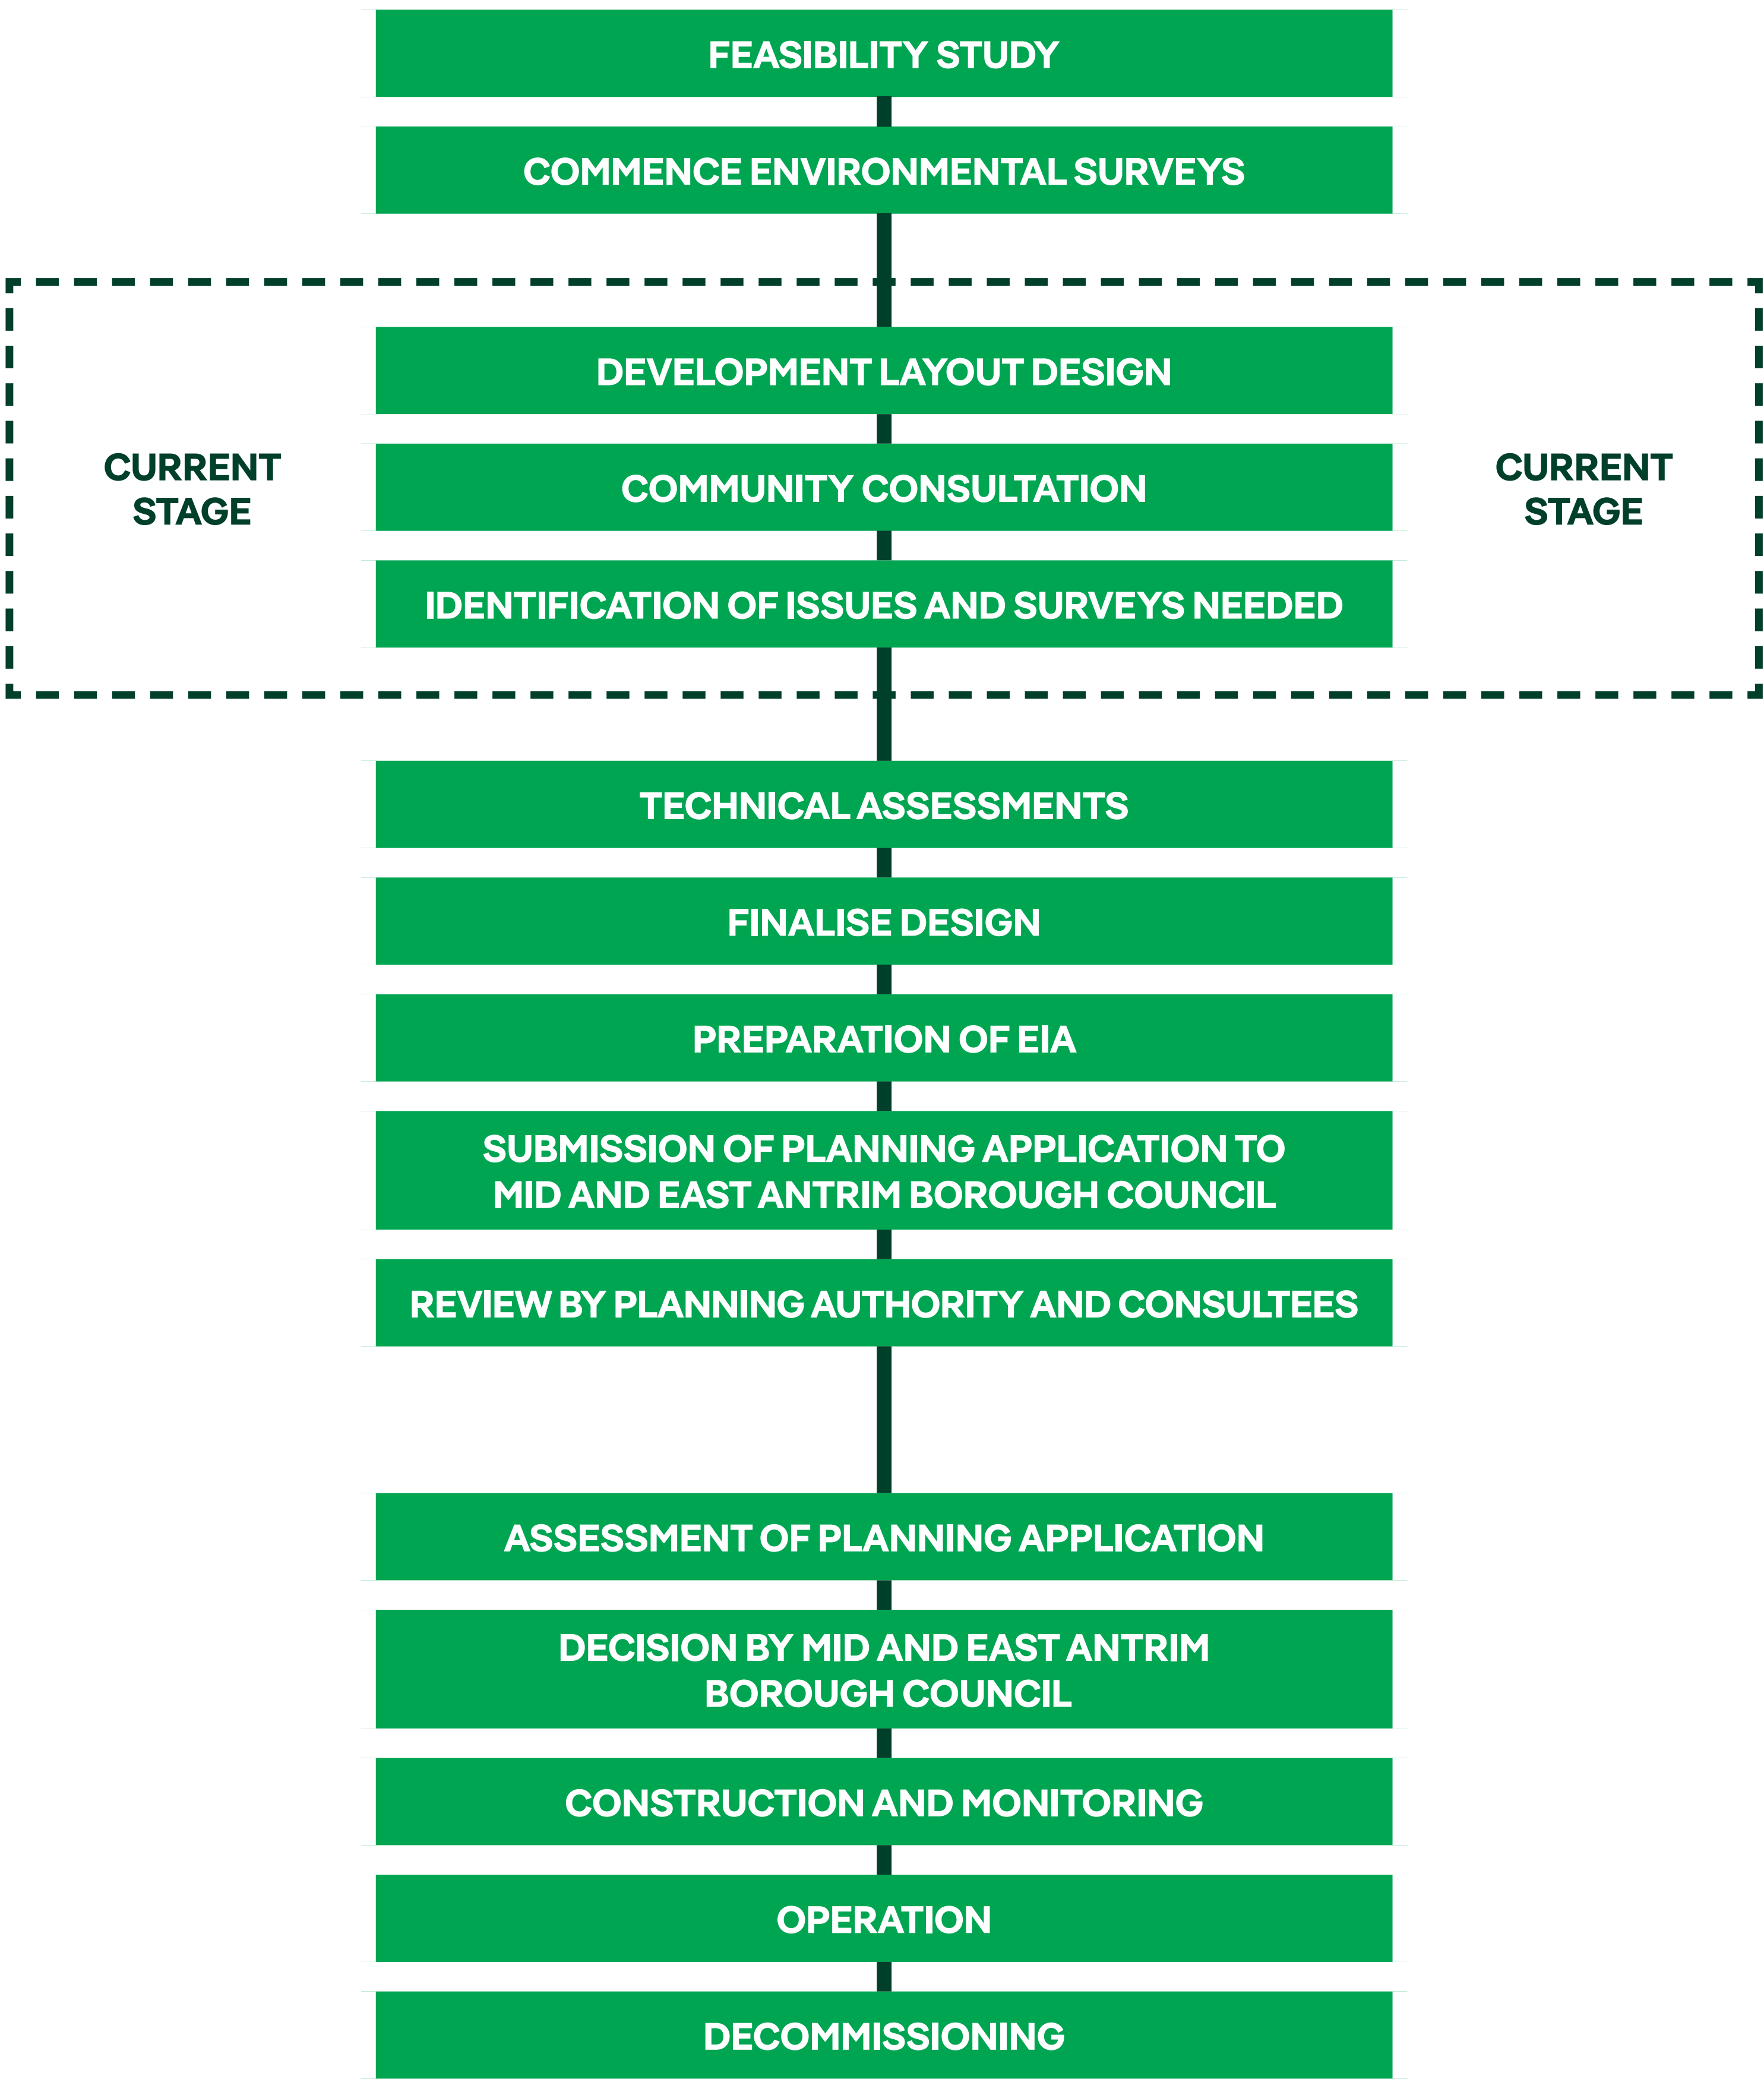 FEASIBILITY STUDY
COMMENCE ENVIRONMENTAL SURVEYS
DEVELOPMENT LAYOUT DESIGN
CURRENT
STAGE
COMMUNITY CONSULTATION
CURRENT
STAGE
IDENTIFICATION OF ISSUES AND SURVEYS NEEDED
TECHNICAL ASSESSMENTS
FINALISE DESIGN
PREPARATION OF EIA
SUBMISSION OF PLANNING APPLICATION TO
MID AND EAST ANTRIM BOROUGH COUNCIL
REVIEW BY PLANNING AUTHORITY AND CONSULTEES
ASSESSMENT OF PLANNING APPLICATION
DECISION BY MID AND EAST ANTRIM
BOROUGH COUNCIL
CONSTRUCTION AND MONITORING
OPERATION
DECOMMISSIONING